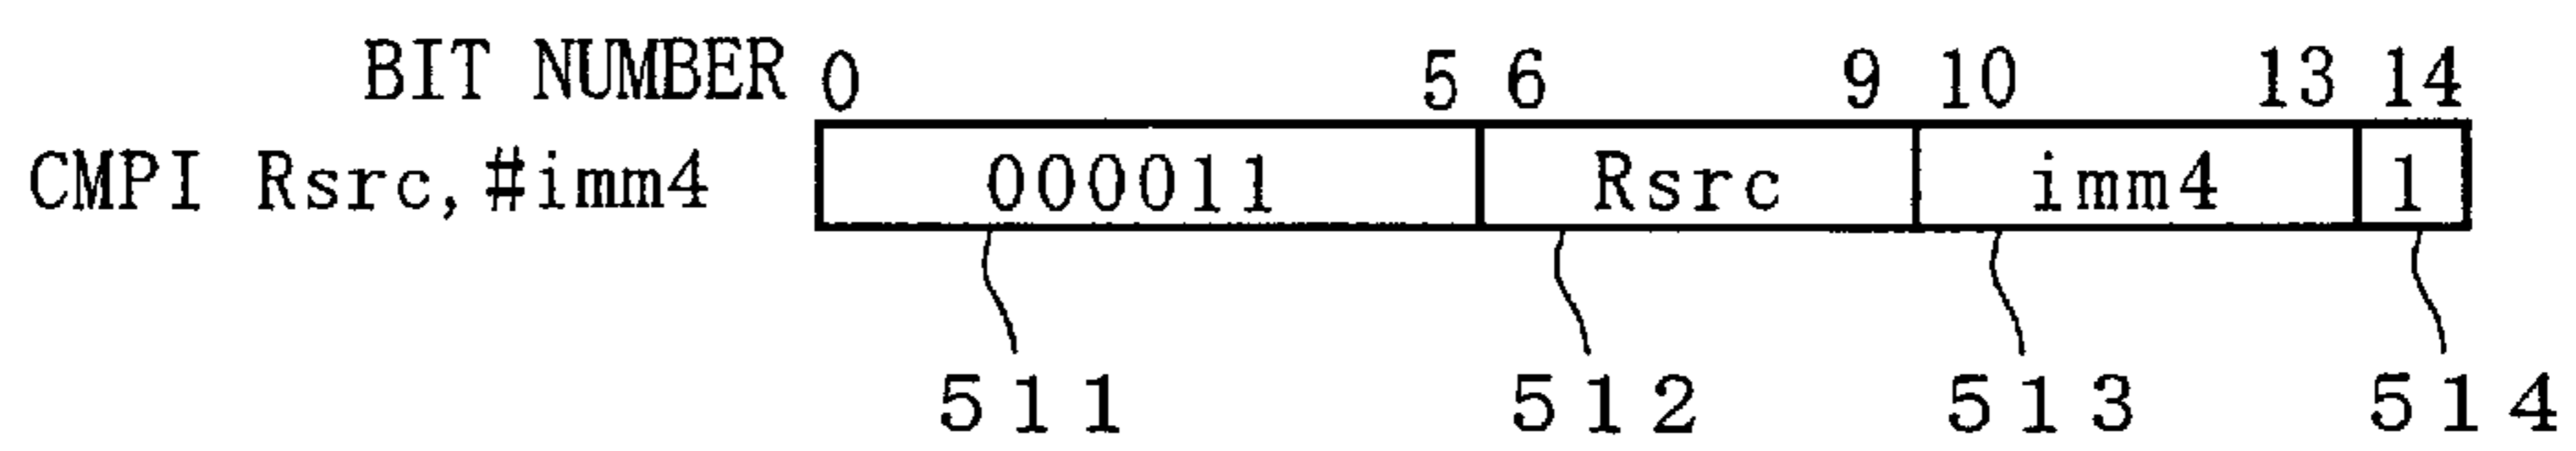 BIT NUMBER 0 5 6 9 10 13 14
CMPI Rsrc,#imm4 000011 Rsrc imm4 1
511 512 513 514